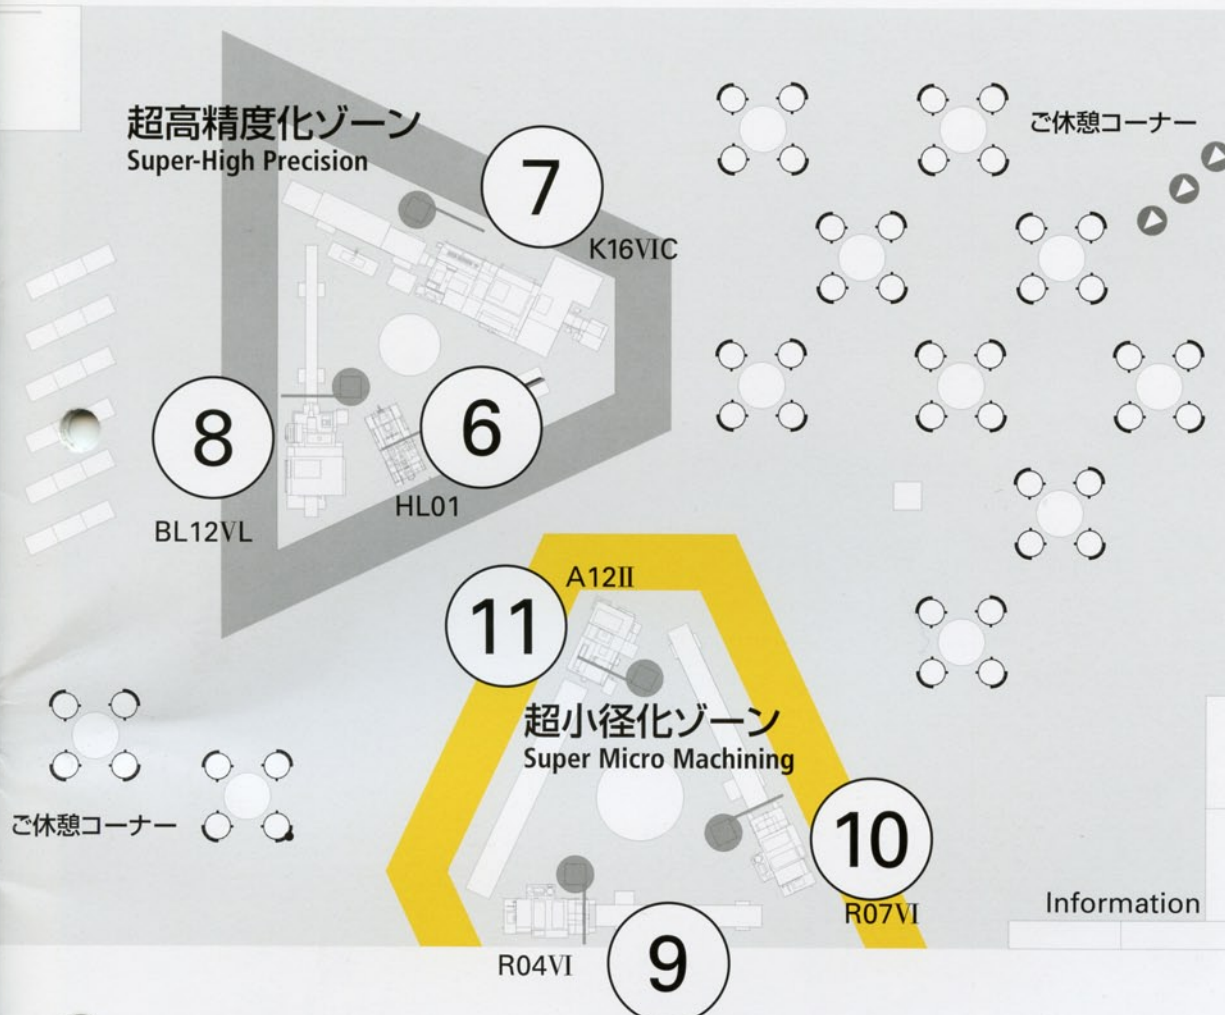 超高精度化ゾーン
Super-High Precision
7
K16VIC
ご休憩コーナー
8
BL12VL
6
HL01
11
A12II
超小径化ゾーン
Super Micro Machining
10
R07VI
9
R04VI
ご休憩コーナー
Information